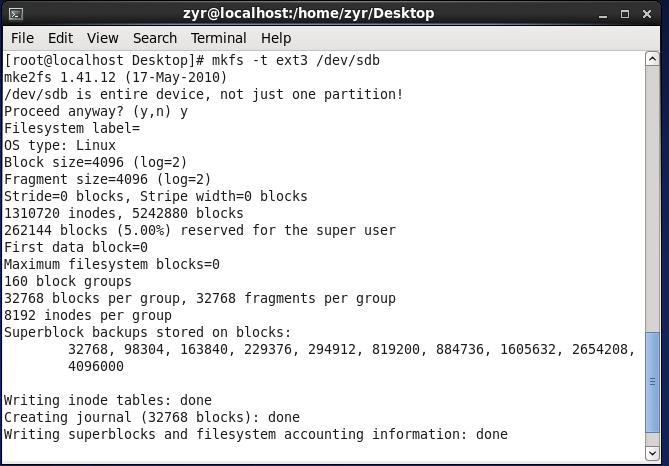 zyr@localhost:/home/zyr/Desktop
File Edit View Search Terminal Help
[root@localhost Desktop]# mkfs -t ext3 /dev/sdb
mke2fs 1.41.12 (17-May-2010)
/dev/sdb is entire device, not just one partition!
Proceed anyway? (y,n) y
Filesystem label=
OS type: Linux
Block size=4096 (log=2)
Fragment size=4096 (log=2)
Stride=0 blocks, Stripe width=0 blocks
1310720 inodes, 5242880 blocks
262144 blocks (5.00%) reserved for the super user
First data block=0
Maximum filesystem blocks=0
160 block groups
32768 blocks per group, 32768 fragments per group
8192 inodes per group
Superblock backups stored on blocks:
32768, 98304, 163840, 229376, 294912, 819200, 884736, 1605632, 2654208,
4096000
Writing inode tables: done
Creating journal (32768 blocks): done
Writing superblocks and filesystem accounting information: done